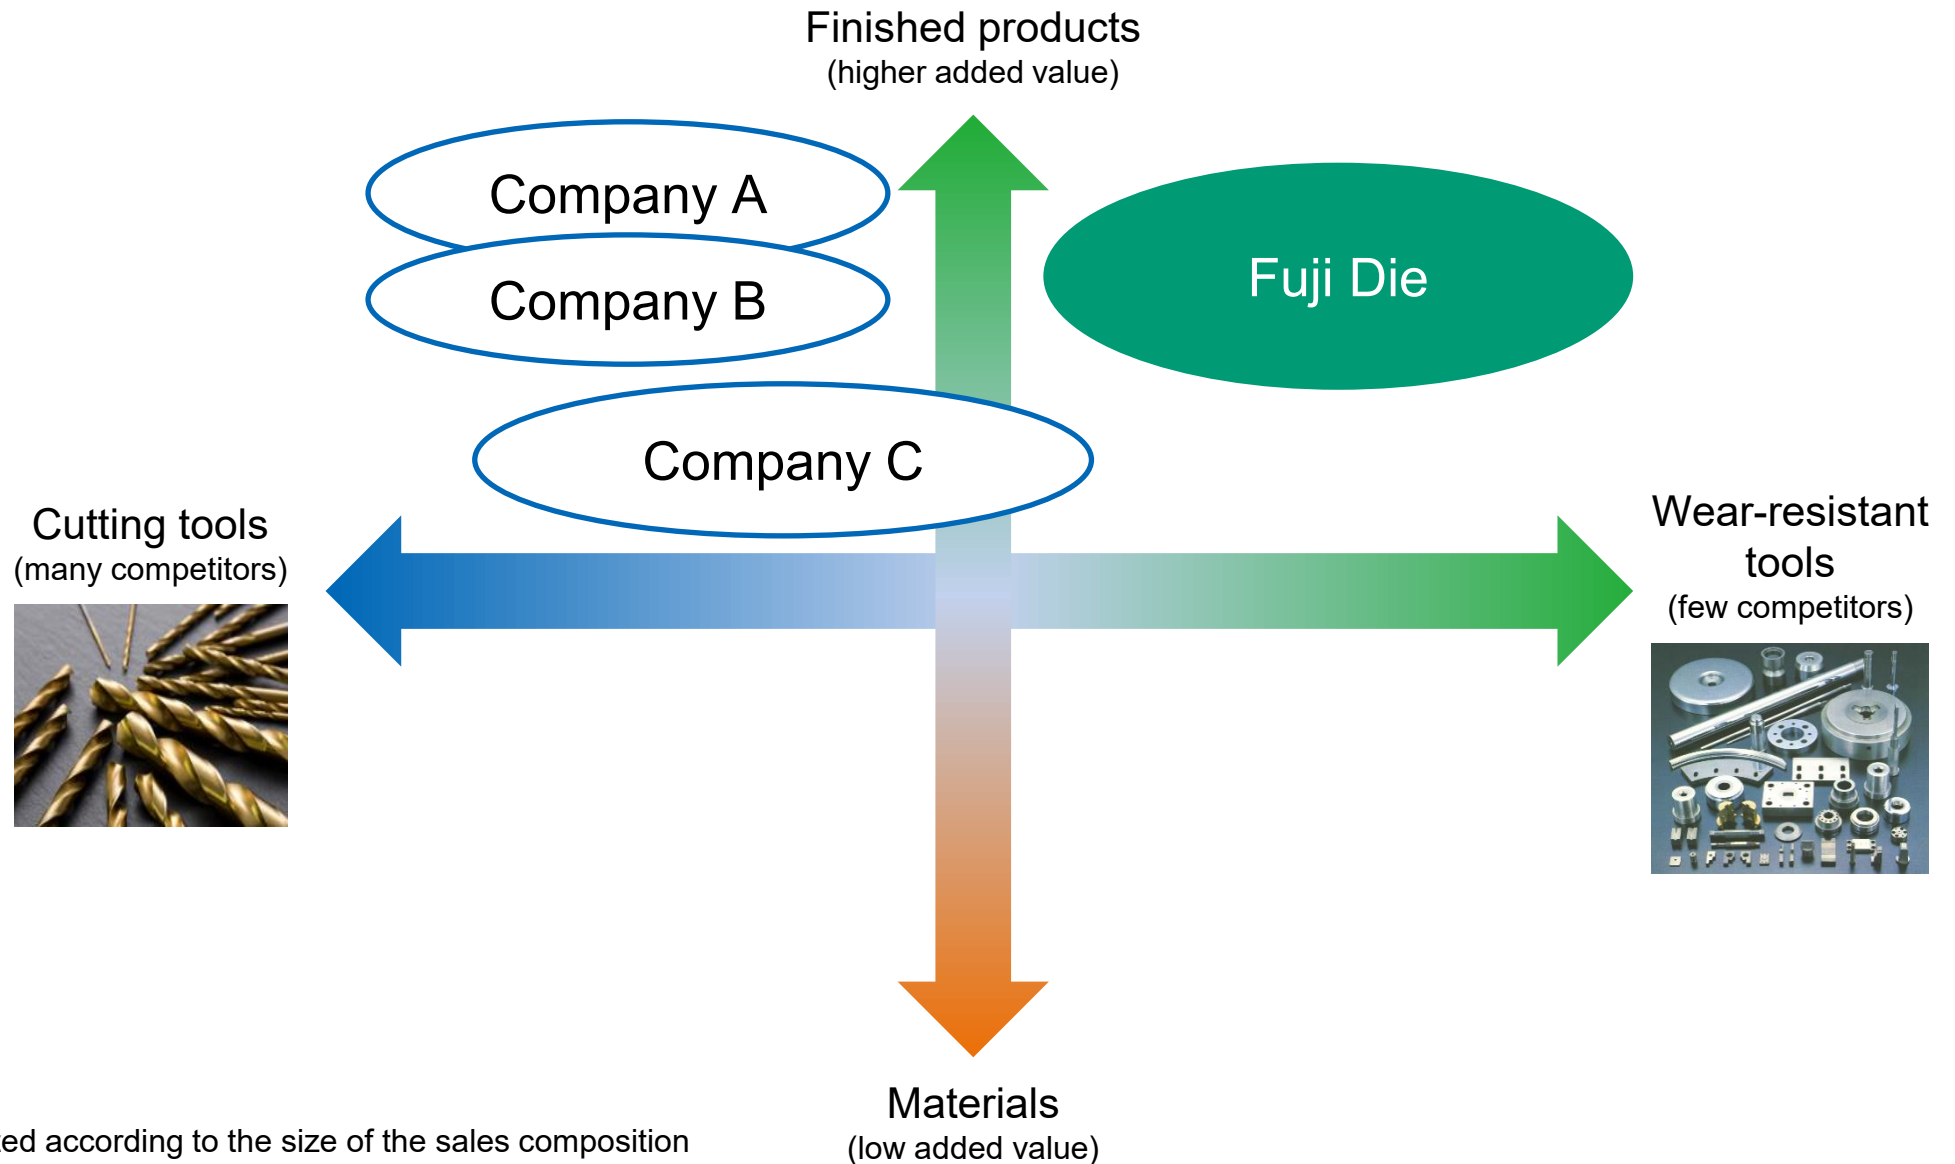 Finished products
(higher added value)
Company A
Company B
Fuji Die
Company C
Cutting tools
(many competitors)
Wear-resistant
tools
(few competitors)
Materials
(low added value)
according to the size of the sales composition